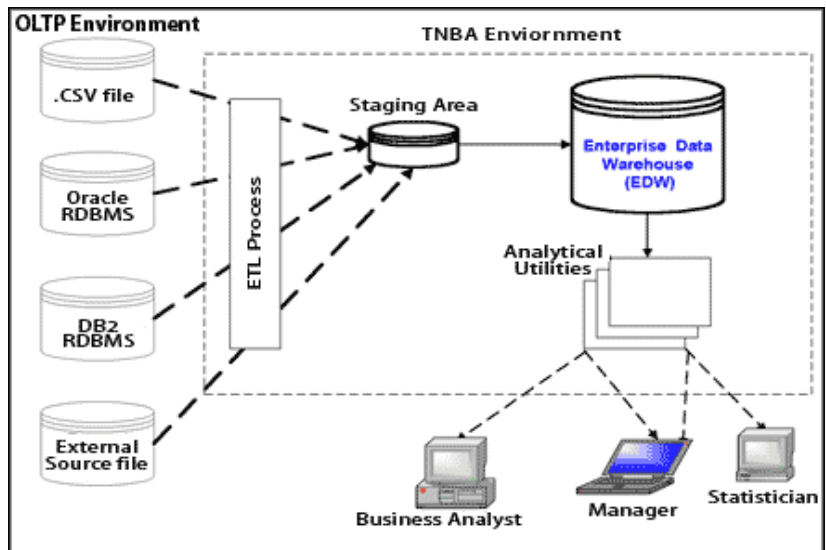 OLTP Environment
TNBA Enviornment
.CSV file
Oracle
RDBMS
DB2
RDBMS
External
Source file
ETL Process
Staging Area
Enterprise Data
Warehouse
(EDW)
Analytical
Utilities
Business Analyst
Manager
Statistician